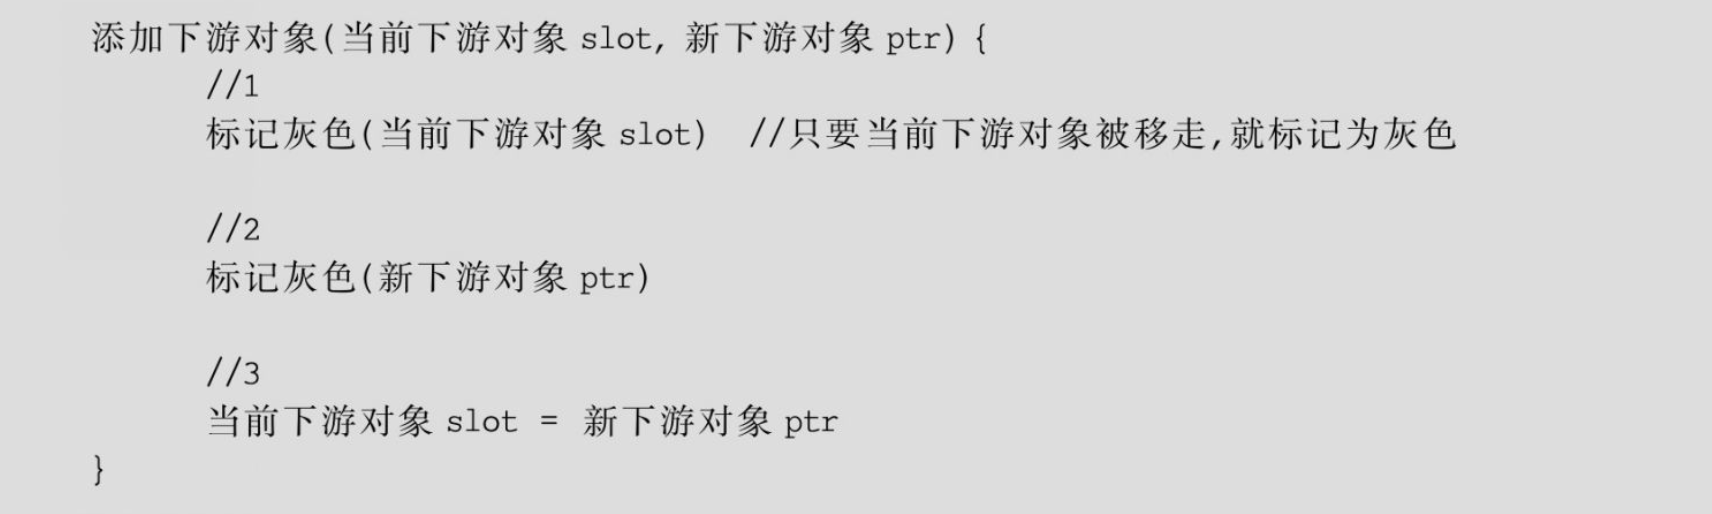 添加下游对象(当前下游对象 slot, 新下游对象 ptr) {
//1
标记灰色(当前下游对象 slot) //只要当前下游对象被移走,就标记为灰色
//2
标记灰色(新下游对象 ptr)
//3
当前下游对象 slot = 新下游对象 ptr
}